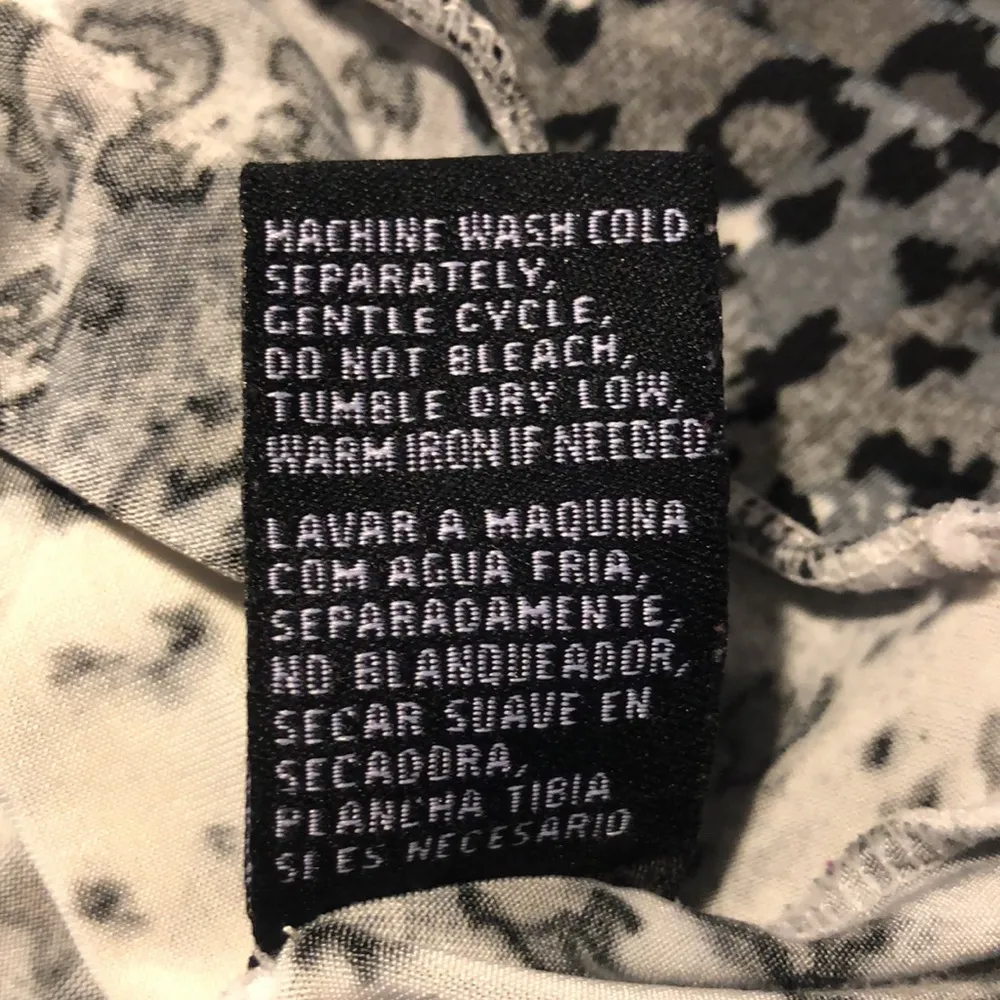 MACHINE WASH COLD
SEPARATELY,
GENTLE CYCLE,
DO NOT BLEACH,
TUMBLE DRY LOW,
WARM IRON IF NEEDED
LAVAR A MAQUINA
COM AGUA FRIA,
SEPARADAMENTE,
NO BLANQUEADOR,
SECAR SUAVE EN
SECADORA,
PLANCHA TIBIA
SI ES NECESARIO